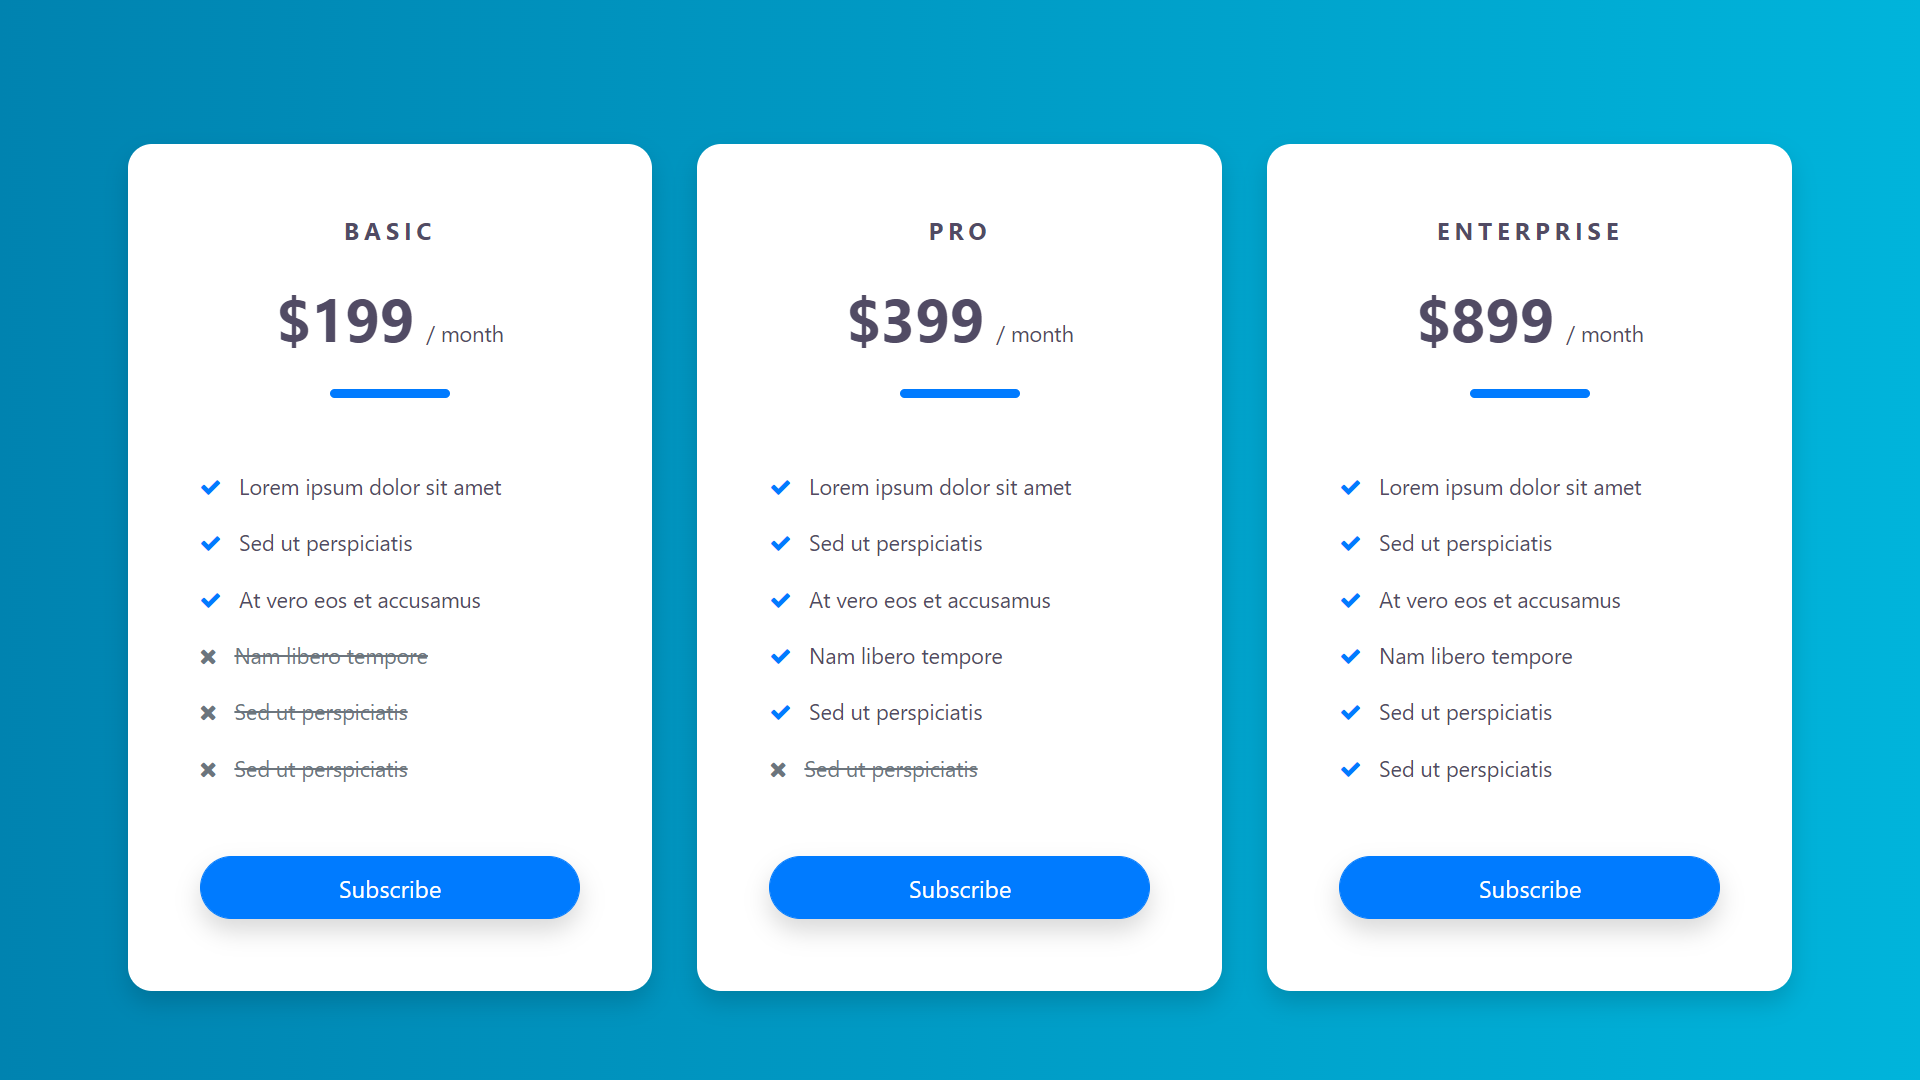 BASIC
$199 / month
Lorem ipsum dolor sit amet
Sed ut perspiciatis
At vero eos et accusamus
Nam libero tempore
Sed ut perspiciatis
Sed ut perspiciatis
Subscribe
PRO
$399 / month
Lorem ipsum dolor sit amet
Sed ut perspiciatis
At vero eos et accusamus
Nam libero tempore
Sed ut perspiciatis
Sed ut perspiciatis
Subscribe
ENTERPRISE
$899 / month
Lorem ipsum dolor sit amet
Sed ut perspiciatis
At vero eos et accusamus
Nam libero tempore
Sed ut perspiciatis
Sed ut perspiciatis
Subscribe